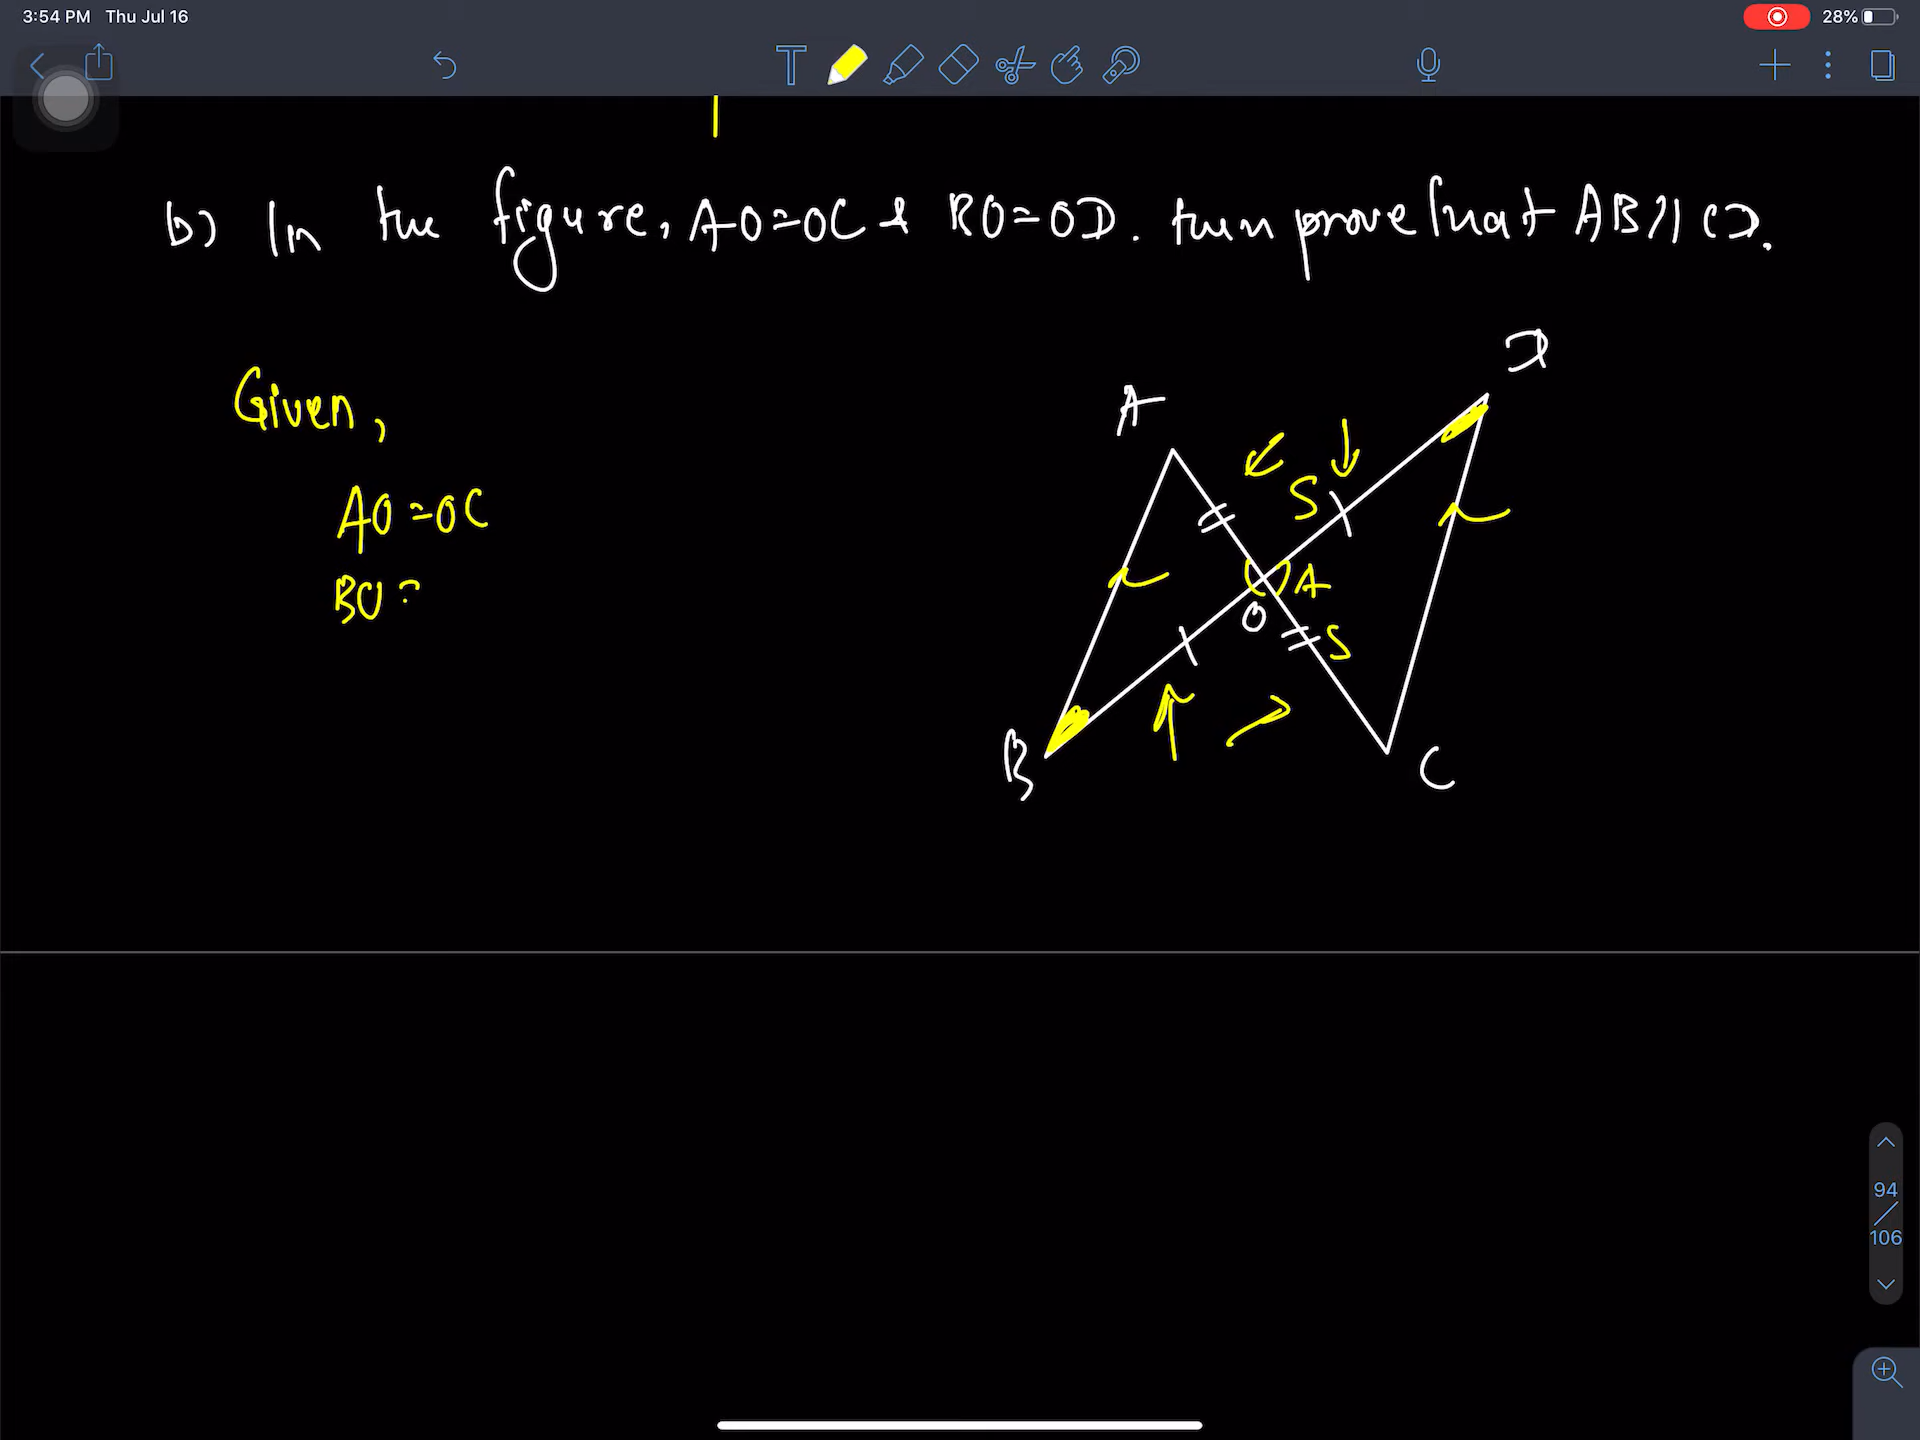 3:54 PM Thu Jul 16
28%
b) In the figure, AO=OC & BO=OD. then prove that AB // CD.
Given,
AO=OC
BO=
A
D
S
A
O
S
B
C
94
106